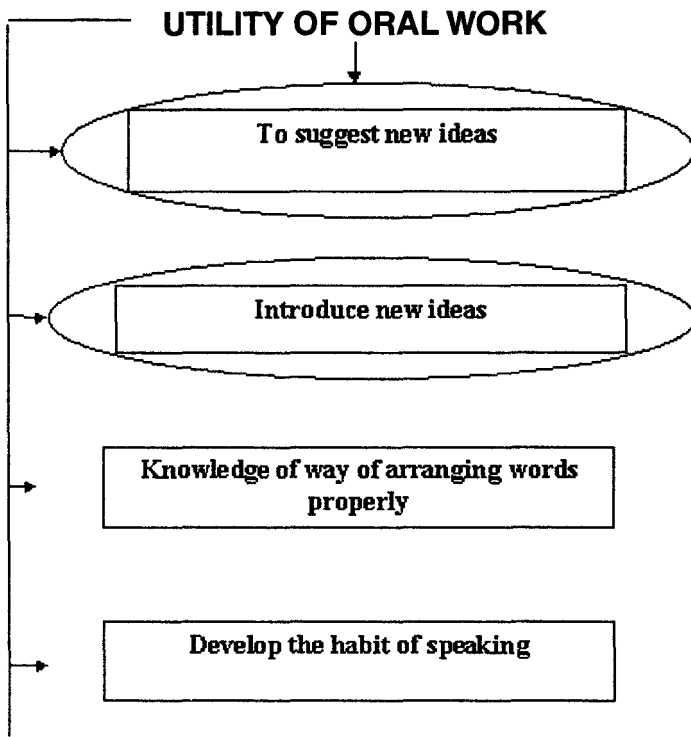 UTILITY OF ORAL WORK
To suggest new ideas
Introduce new ideas
Knowledge of way of arranging words
properly
Develop the habit of speaking